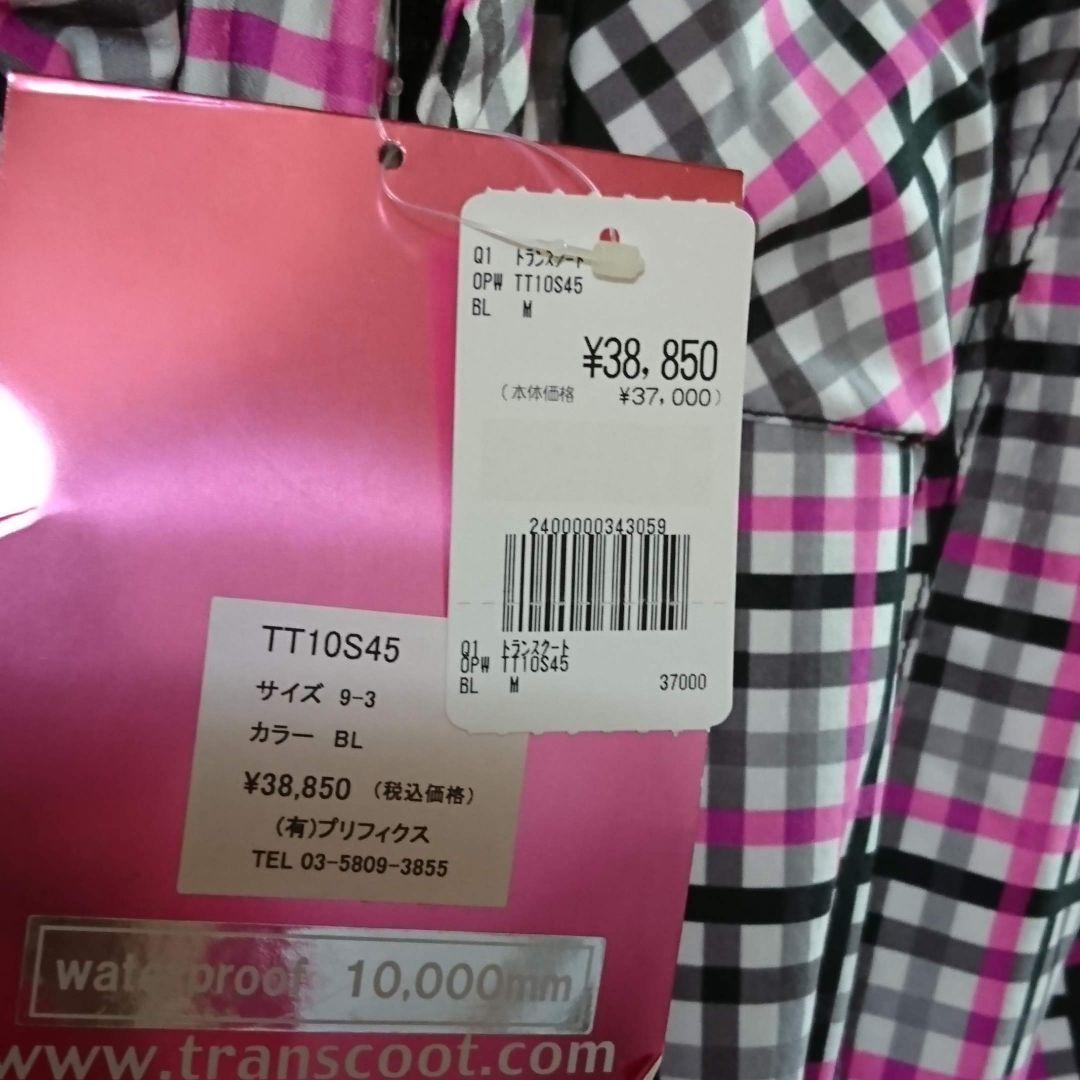 Q1 トランスクート
OPW TT10S45
BL M
¥38,850
(本体価格 ¥37,000)
2400000343059
Q1 トランスクート
OPW TT10S45
BL M 37000
TT10S45
サイズ 9-3
カラー BL
¥38,850 (税込価格)
(有)プリフィクス
TEL 03-5809-3855
waterproof 10,000mm
www.transcoot.com